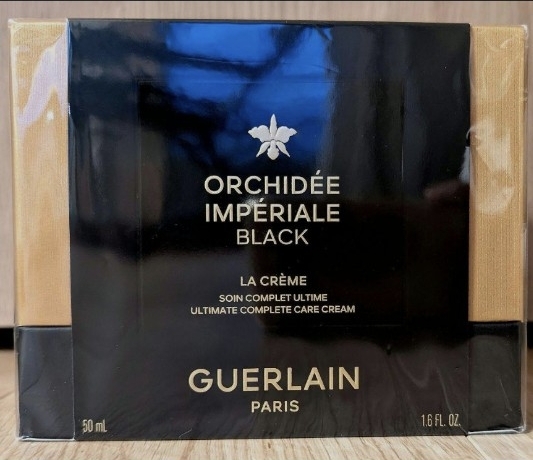 ORCHIDÉE
IMPÉRIALE
BLACK
LA CRÈME
SOIN COMPLET ULTIME
ULTIMATE COMPLETE CARE CREAM
GUERLAIN
PARIS
50 mL
1.6 FL. OZ.